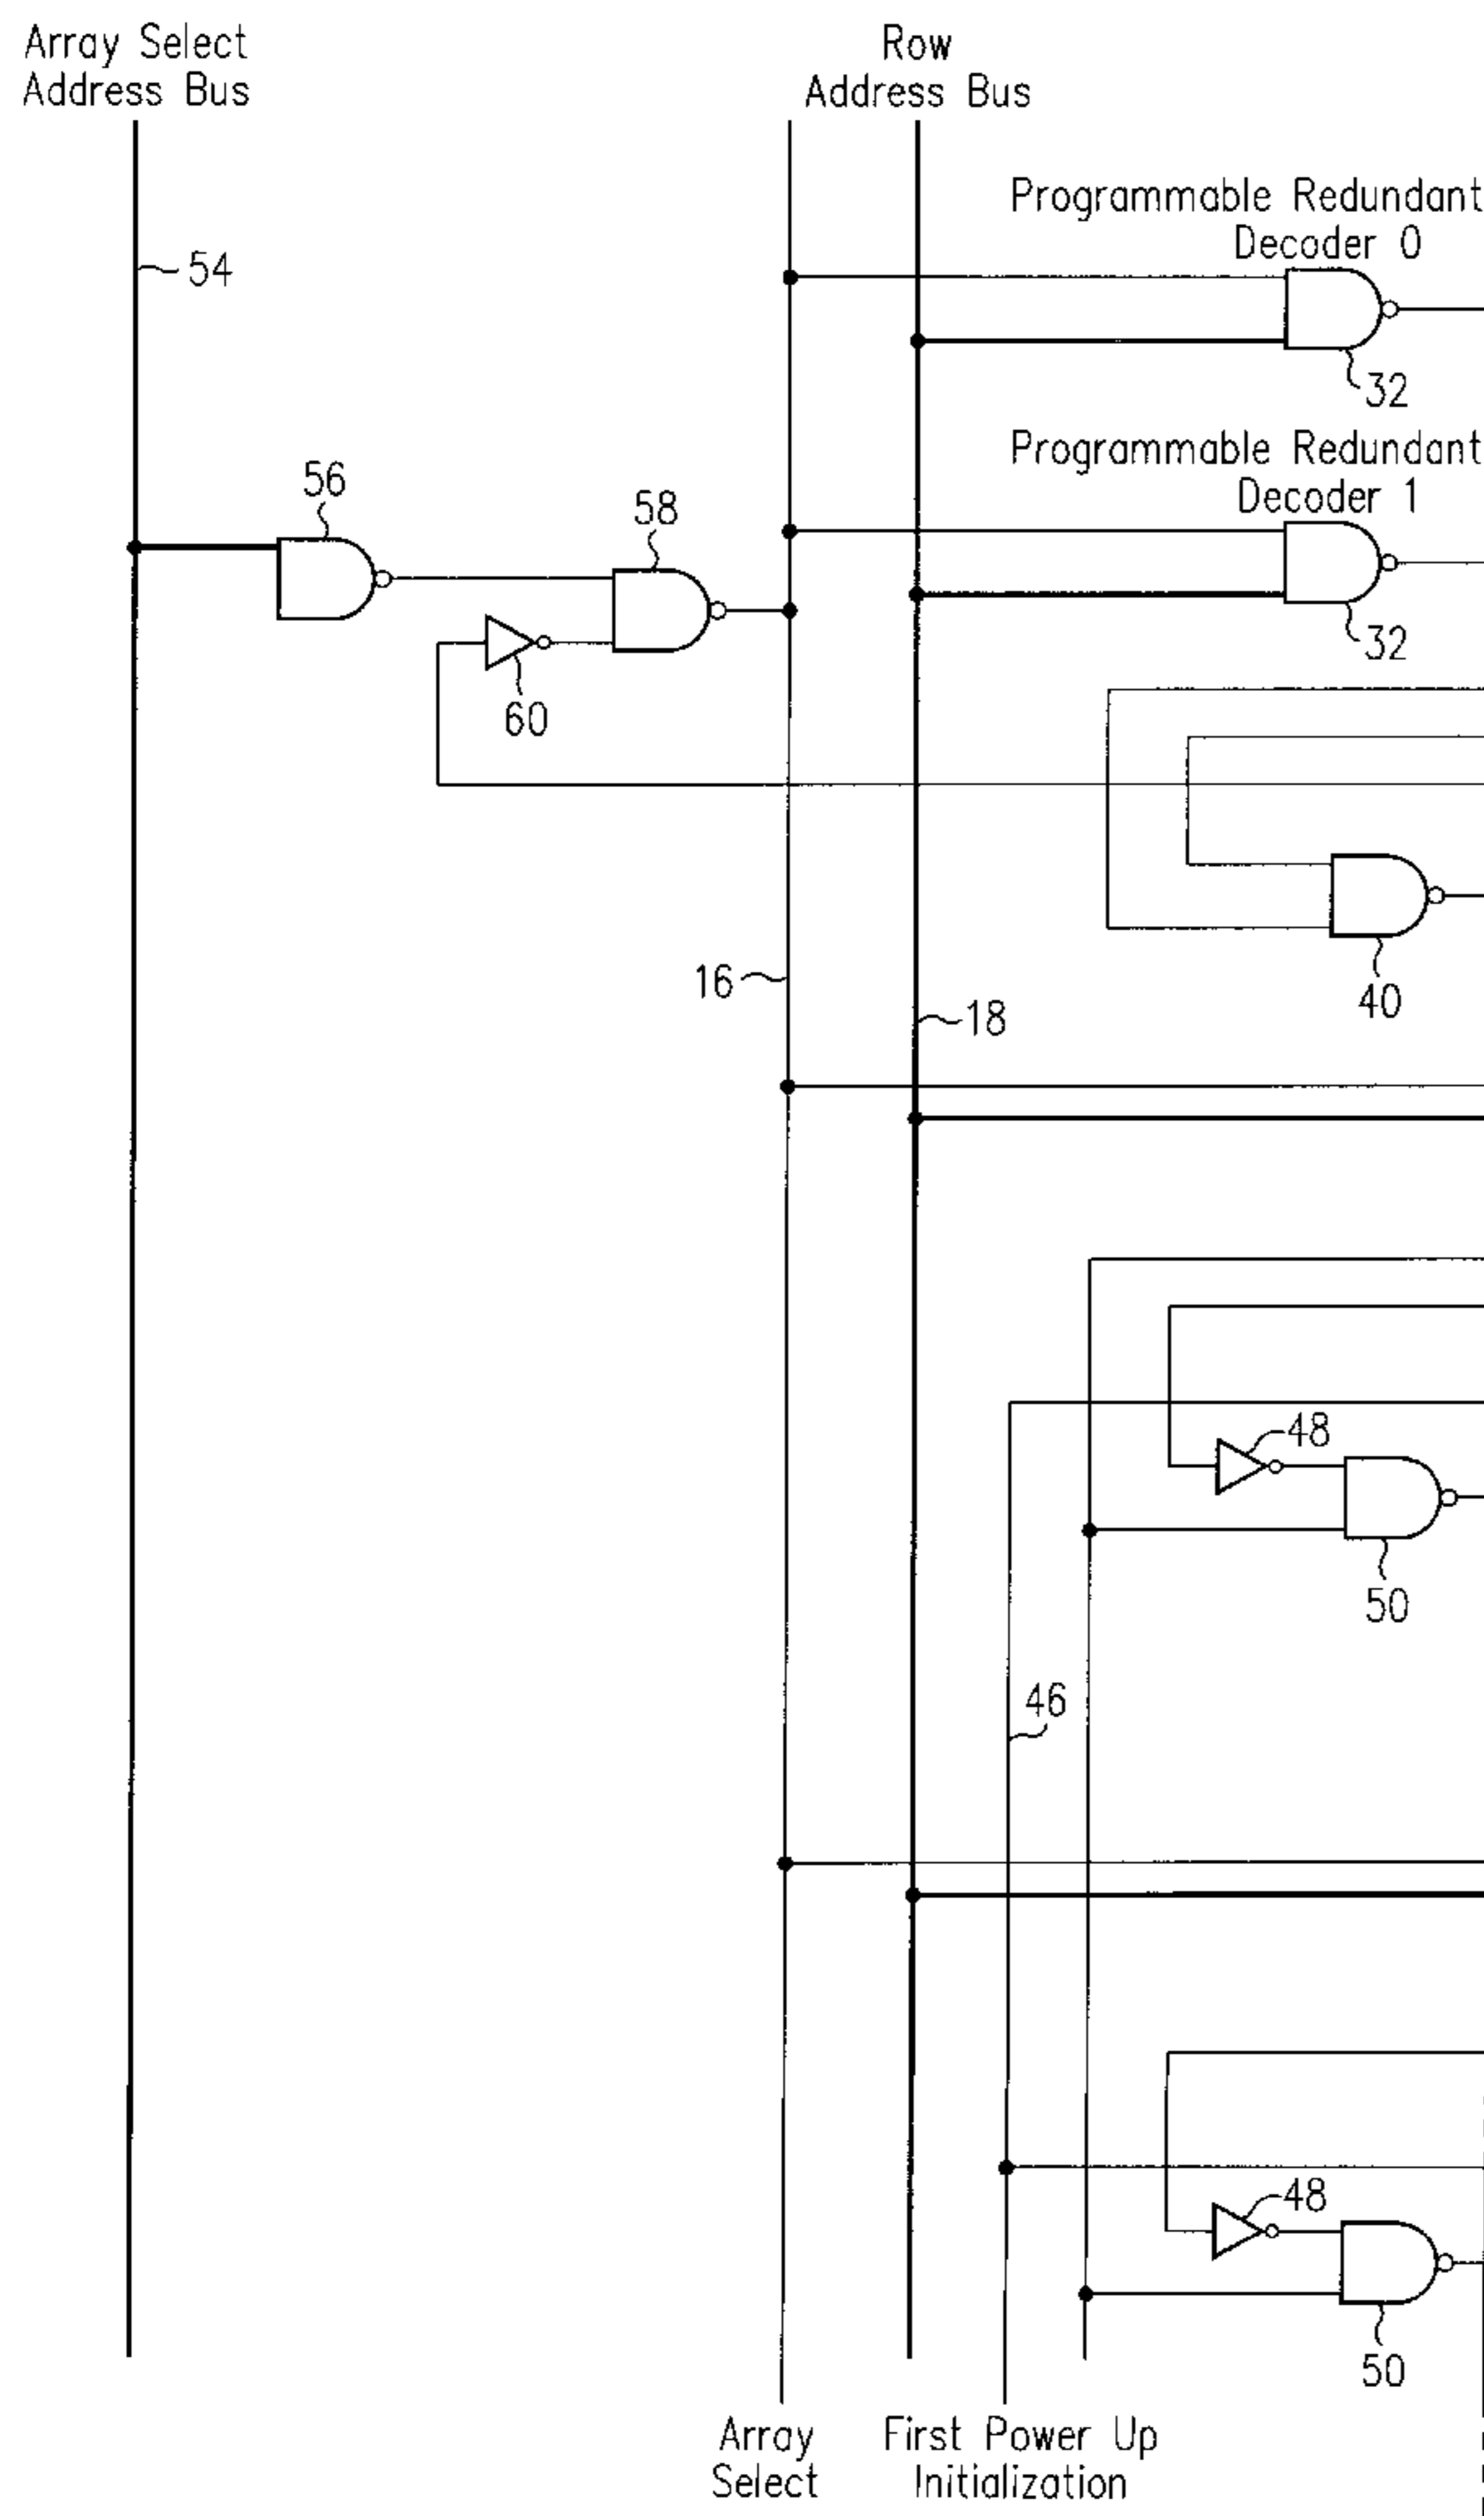 Array Select
Address Bus
Row
Address Bus
Programmable Redundant
Decoder 0
54
32
Programmable Redundant
Decoder 1
56
58
32
60
40
16
18
48
50
46
48
50
Array
Select
First Power Up
Initialization